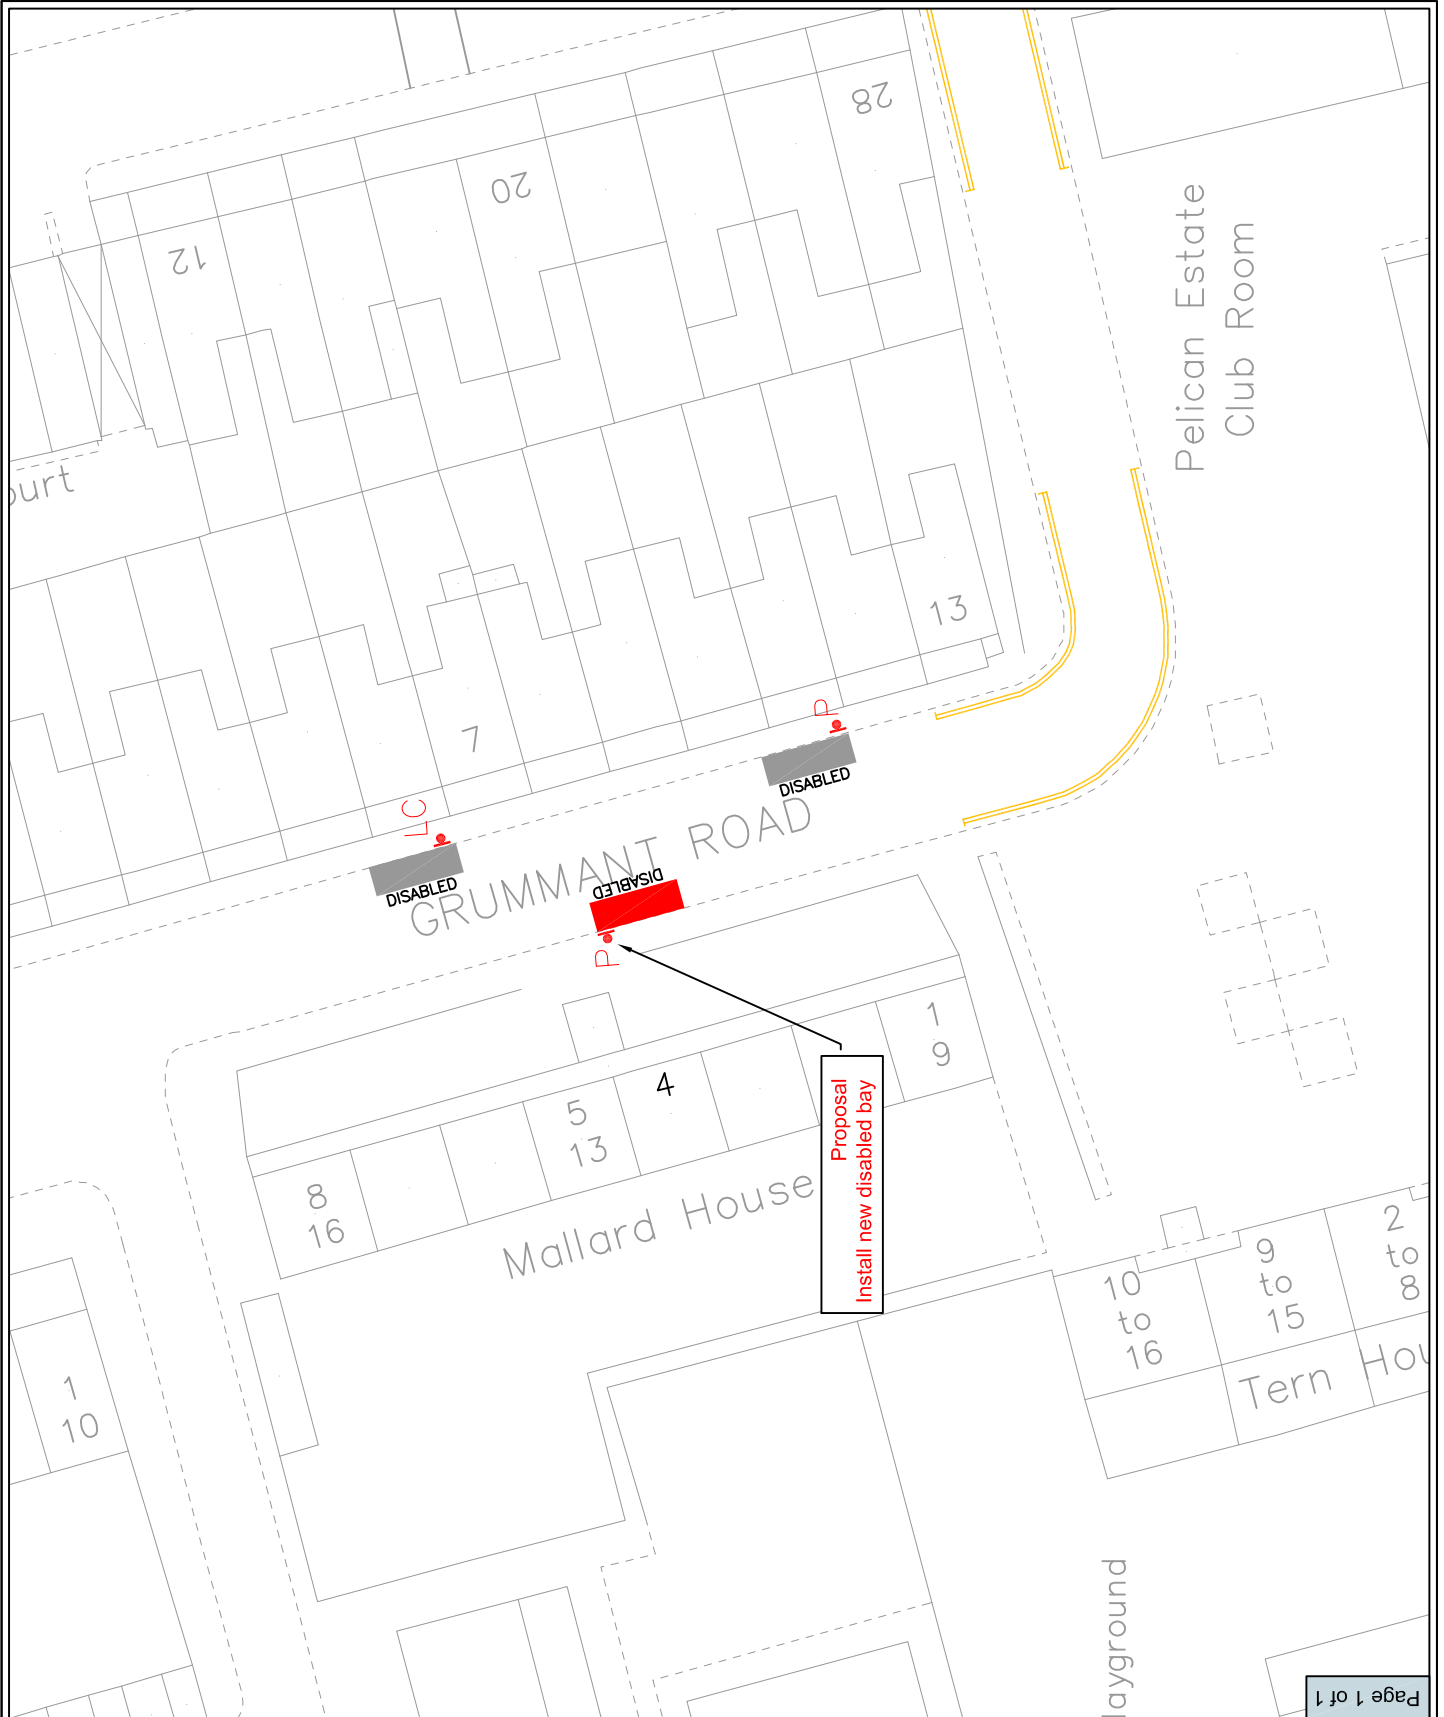 28
20
12
Pelican Estate
Club Room
ourt
13
7
P
DISABLED
LC
DISABLED
GRUMMANT ROAD
DISABLED
P
1
9
4
5
13
8
16
Mallard House
Proposal
Install new disabled bay
10
to
16
9
to
15
2
to
8
Tern Hou
1
10
layground
Page 1 of 1